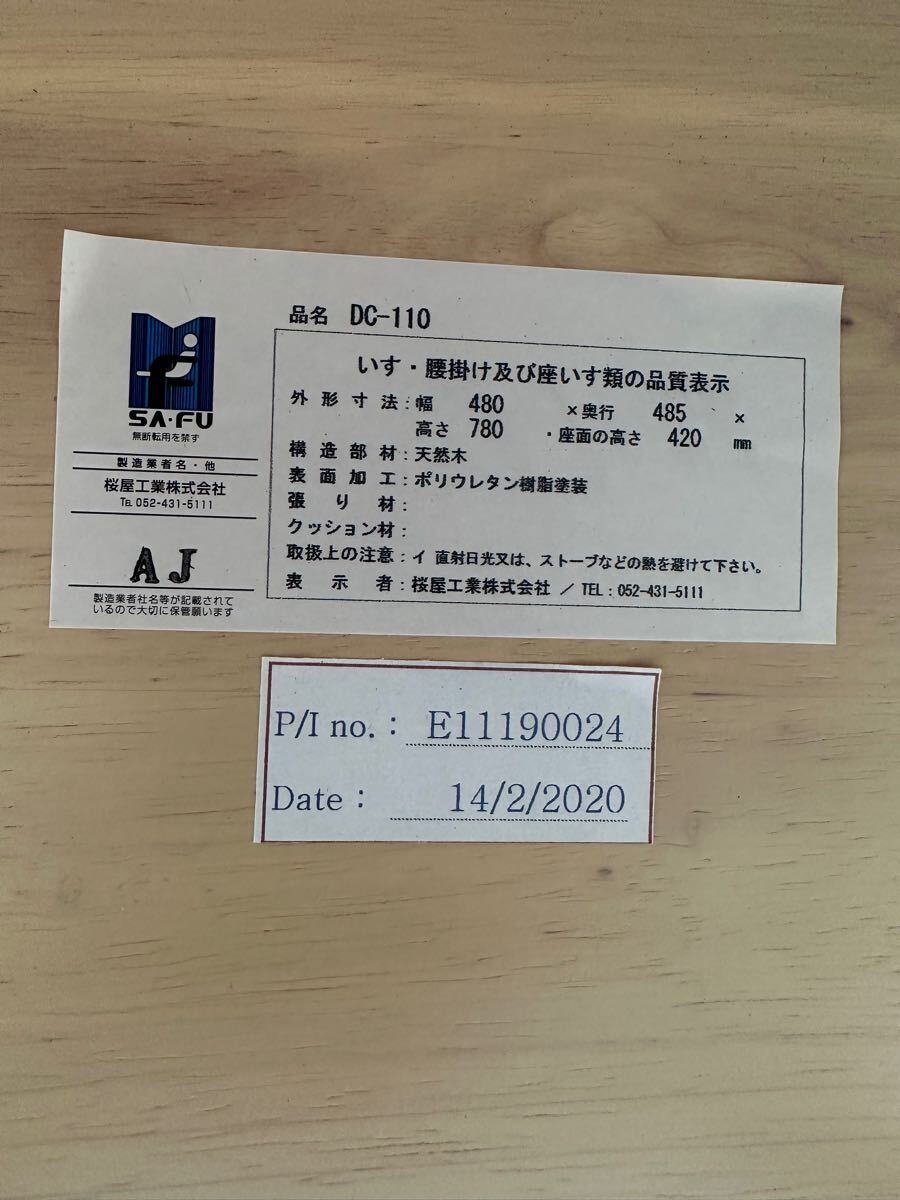 SA・FU
無断転用を禁ず
製造業者名・他
桜屋工業株式会社
TEL 052-431-5111
AJ
製造業者社名等が記載されて
いるので大切に保管願います
品名 DC-110
いす・腰掛け及び座いす類の品質表示
外形寸法：幅 480 ×奥行 485 ×
高さ 780 ・座面の高さ 420 mm
構造部材：天然木
表面加工：ポリウレタン樹脂塗装
張り材：
クッション材：
取扱上の注意：イ 直射日光又は、ストーブなどの熱を避けて下さい。
表示者：桜屋工業株式会社 ／ TEL：052-431-5111
P/I no.： E11190024
Date： 14/2/2020